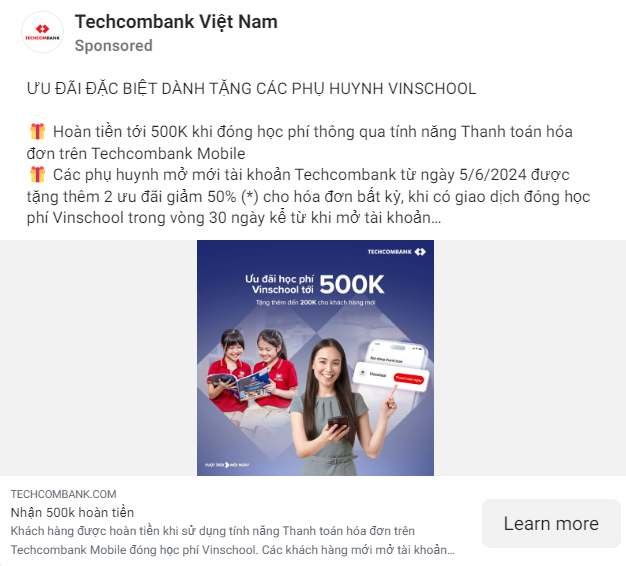 Techcombank Việt Nam
Sponsored
TECHCOMBANK
ƯU ĐÃI ĐẶC BIỆT DÀNH TẶNG CÁC PHỤ HUYNH VINSCHOOL
🎁 Hoàn tiền tới 500K khi đóng học phí thông qua tính năng Thanh toán hóa
đơn trên Techcombank Mobile
🎁 Các phụ huynh mở mới tài khoản Techcombank từ ngày 5/6/2024 được
tặng thêm 2 ưu đãi giảm 50% (*) cho hóa đơn bất kỳ, khi có giao dịch đóng học
phí Vinschool trong vòng 30 ngày kể từ khi mở tài khoản…
TECHCOMBANK
Ưu đãi học phí
Vinschool tới 500K
Tặng thêm đến 200K cho khách hàng mới
Vinschool
VƯỢT TRỘI MỖI NGÀY
TECHCOMBANK.COM
Nhận 500k hoàn tiền
Khách hàng được hoàn tiền khi sử dụng tính năng Thanh toán hóa đơn trên
Techcombank Mobile đóng học phí Vinschool. Các khách hàng mới mở tài khoản…
Learn more